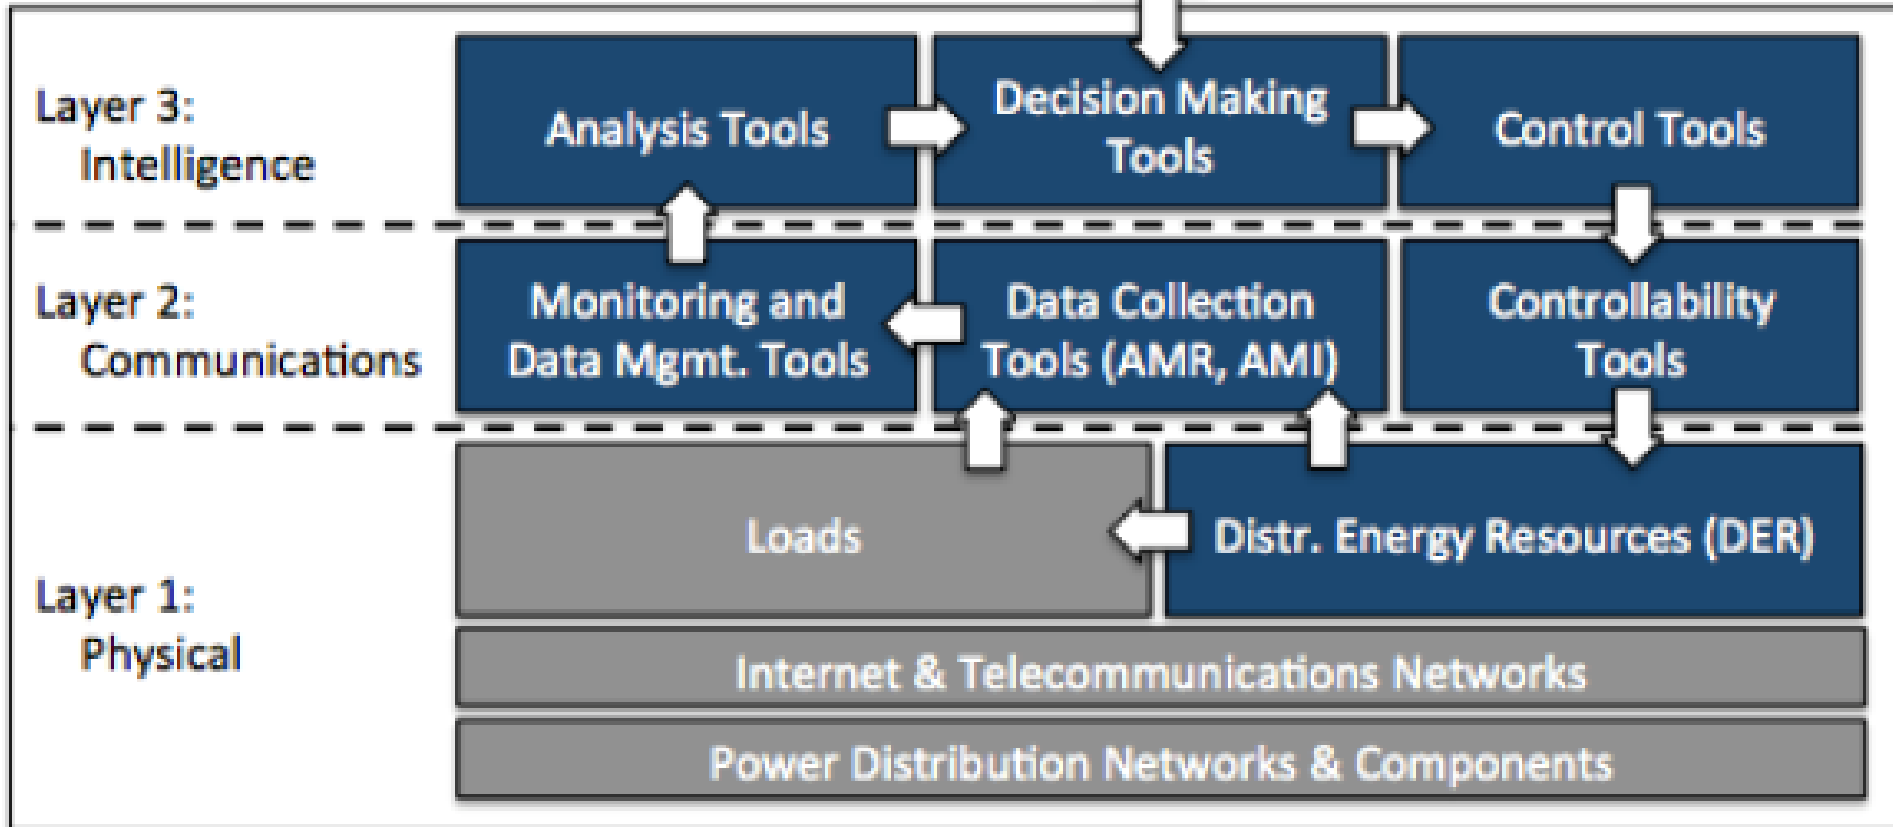 Layer 3:
Intelligence
Analysis Tools
Decision Making
Tools
Control Tools
Layer 2:
Communications
Monitoring and
Data Mgmt. Tools
Data Collection
Tools (AMR, AMI)
Controllability
Tools
Layer 1:
Physical
Loads
Distr. Energy Resources (DER)
Internet & Telecommunications Networks
Power Distribution Networks & Components